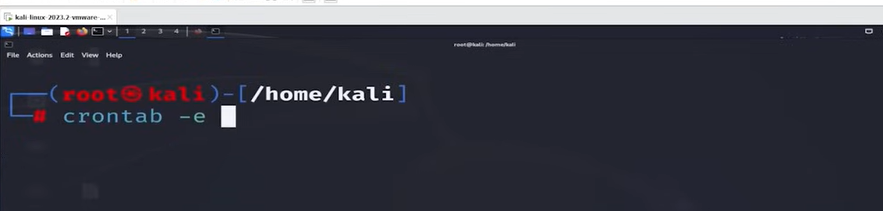 kali-linux-2023.2-vmware-...
1 2 3 4
root@kali: /home/kali
File Actions Edit View Help
(root㉿kali)-[/home/kali]
# crontab -e